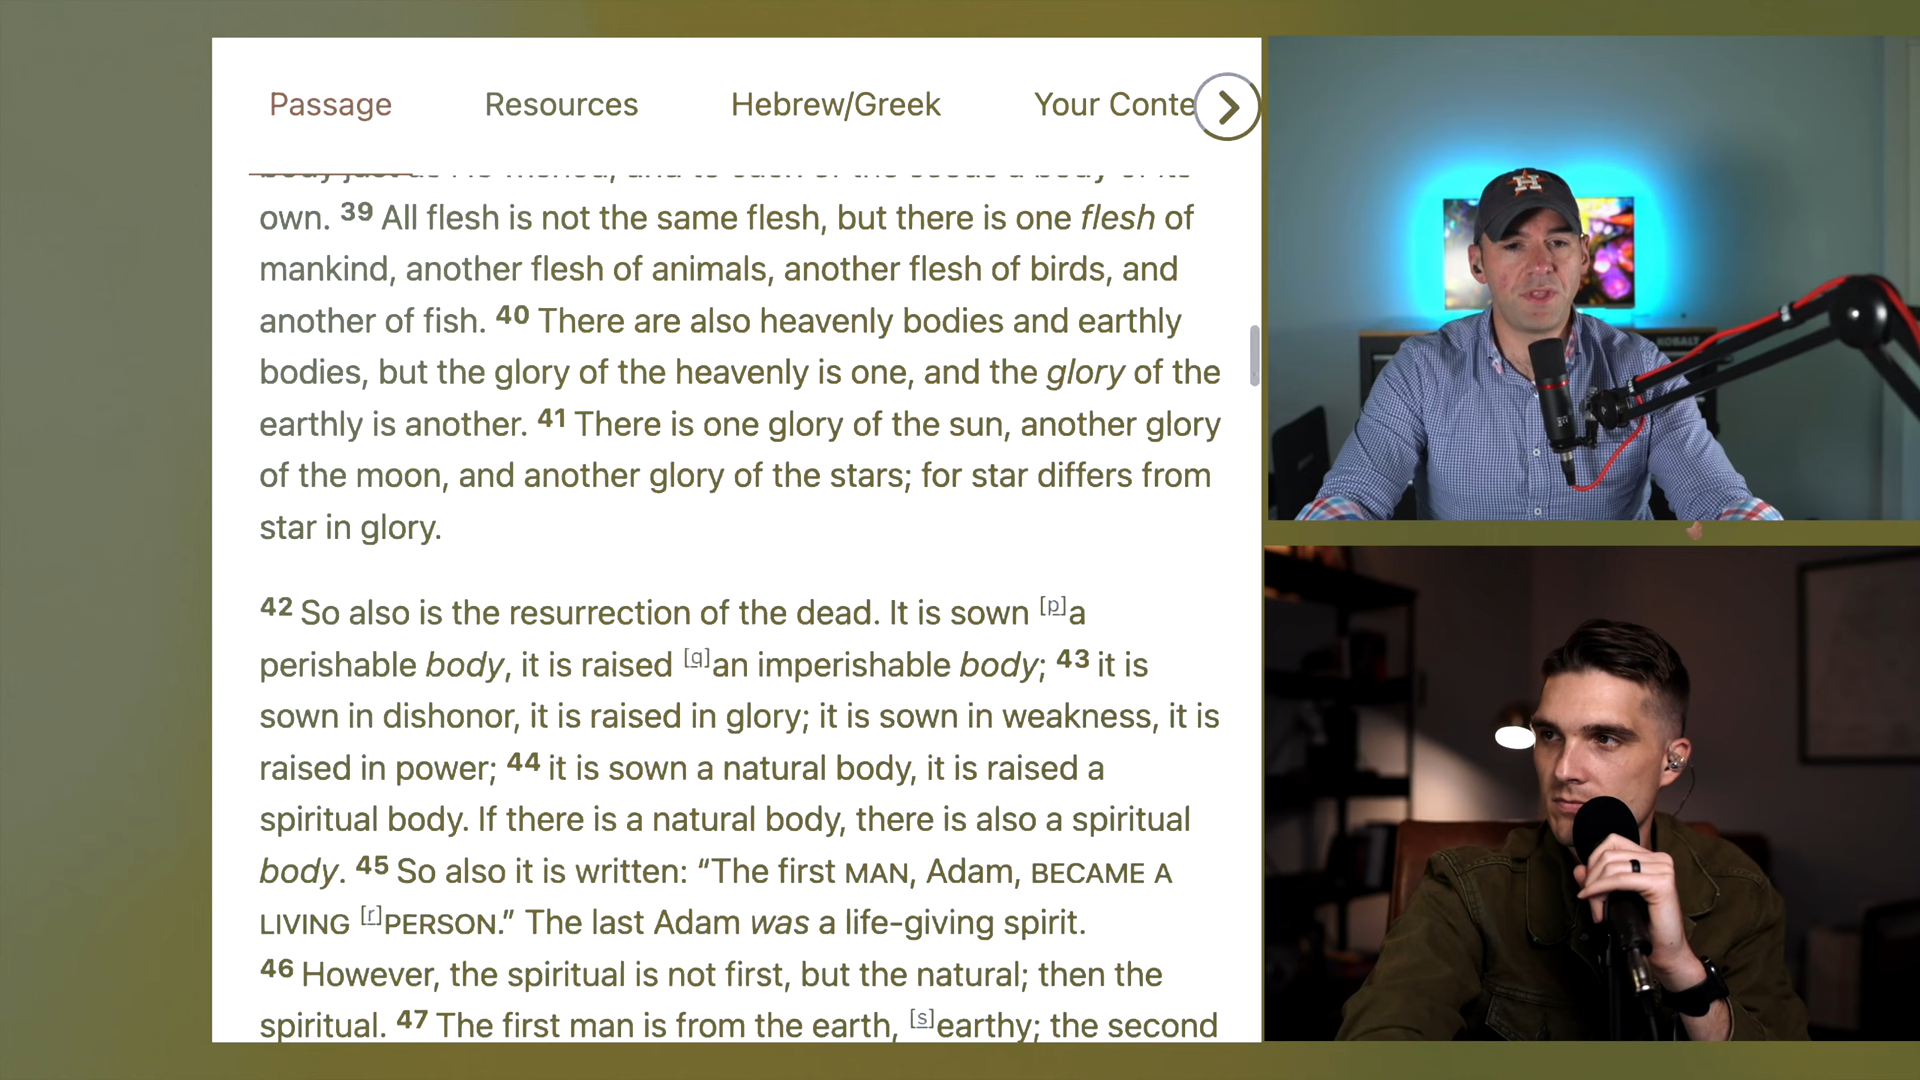 Passage Resources Hebrew/Greek Your Conte
own. 39 All flesh is not the same flesh, but there is one flesh of
mankind, another flesh of animals, another flesh of birds, and
another of fish. 40 There are also heavenly bodies and earthly
bodies, but the glory of the heavenly is one, and the glory of the
earthly is another. 41 There is one glory of the sun, another glory
of the moon, and another glory of the stars; for star differs from
star in glory.
42 So also is the resurrection of the dead. It is sown [p]a
perishable body, it is raised [q]an imperishable body; 43 it is
sown in dishonor, it is raised in glory; it is sown in weakness, it is
raised in power; 44 it is sown a natural body, it is raised a
spiritual body. If there is a natural body, there is also a spiritual
body. 45 So also it is written: “The first MAN, Adam, BECAME A
LIVING [r]PERSON.” The last Adam was a life-giving spirit.
46 However, the spiritual is not first, but the natural; then the
spiritual. 47 The first man is from the earth, [s]earthy; the second
H
KOBALT